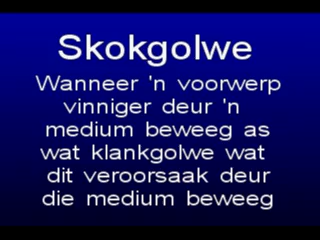 Skokgolwe
Wanneer 'n voorwerp
vinniger deur 'n
medium beweeg as
wat klankgolwe wat
dit veroorsaak deur
die medium beweeg